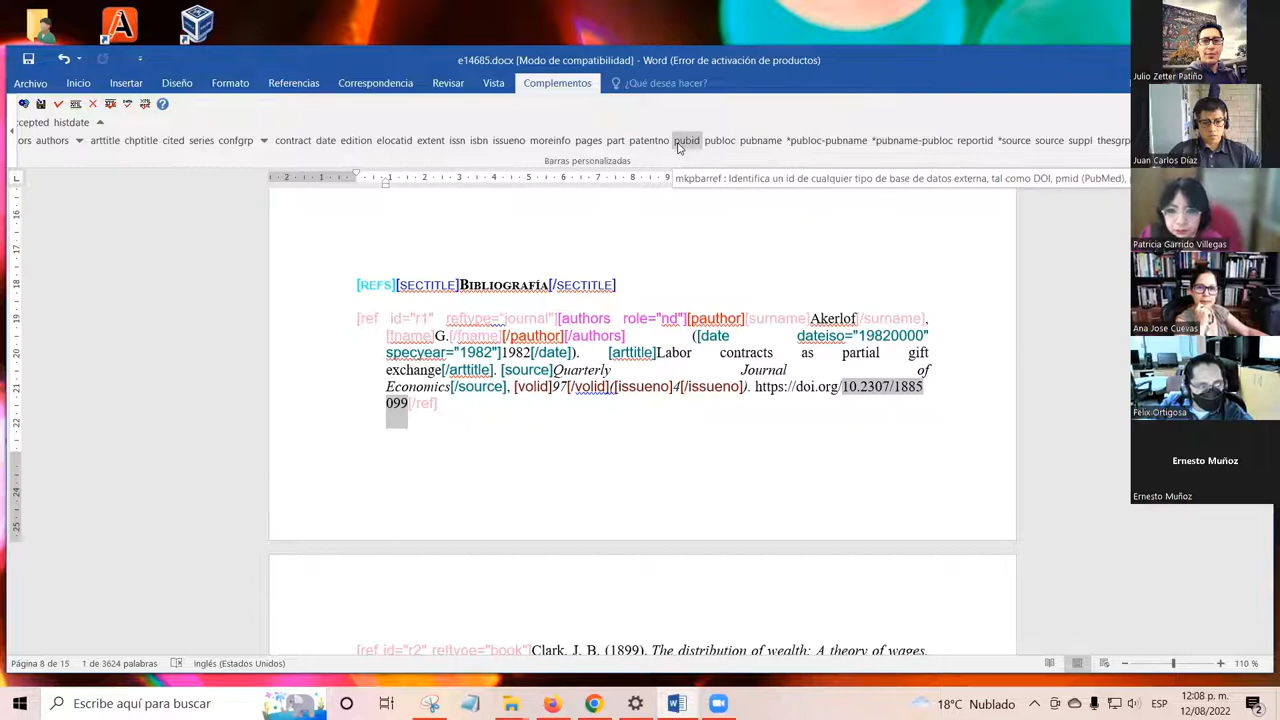 e14685.docx [Modo de compatibilidad] - Word (Error de activación de productos)
Archivo Inicio Insertar Diseño Formato Referencias Correspondencia Revisar Vista Complementos ¿Qué desea hacer?
xcepted histdate
ors authors arttitle chptitle cited series confgrp contract date edition elocatid extent issn isbn issueno moreinfo pages part patentno pubid publoc pubname *publoc-pubname *pubname-publoc reportid *source source suppl thesgrp
Barras personalizadas
mkpbarref : Identifica un id de cualquier tipo de base de datos externa, tal como DOI, pmid (PubMed),
[REFS][SECTITLE]BIBLIOGRAFÍA[/SECTITLE]
[ref id="r1" reftype="journal"][authors role="nd"][pauthor][surname]Akerlof[/surname],
[fname]G.[/fname][/pauthor][/authors] ([date dateiso="19820000"
specyear="1982"]1982[/date]). [arttitle]Labor contracts as partial gift
exchange[/arttitle]. [source]Quarterly Journal of
Economics[/source], [volid]97[/volid]([issueno]4[/issueno]). https://doi.org/10.2307/1885
099[/ref]
[ref id="r2" reftype="book"]Clark, J. B. (1899). The distribution of wealth: A theory of wages,
Página 8 de 15 1 de 3624 palabras Inglés (Estados Unidos) 110 %
Julio Zetter Patiño
Juan Carlos Díaz
Patricia Garrido Villegas
Ana Jose Cuevas
Felix Ortigosa
Ernesto Muñoz
Ernesto Muñoz
Escribe aquí para buscar
18°C Nublado
ESP
12:08 p. m.
12/08/2022
2